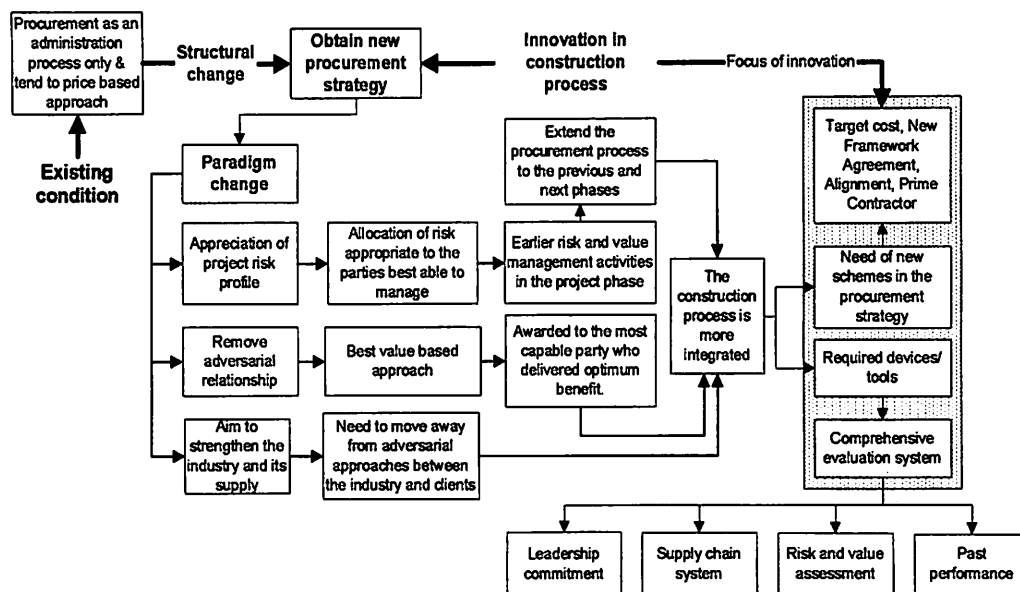 Procurement as an
administration
process only &
tend to price based
approach
Structural
change
Obtain new
procurement
strategy
Innovation in
construction
process
Focus of innovation
Existing
condition
Paradigm
change
Extend the
procurement process
to the previous and
next phases
Target cost, New
Framework
Agreement,
Alignment, Prime
Contractor
Appreciation of
project risk
profile
Allocation of risk
appropriate to the
parties best able to
manage
Earlier risk and value
management activities
in the project phase
The
construction
process is
more
integrated
Need of new
schemes in the
procurement
strategy
Remove
adversarial
relationship
Best value based
approach
Awarded to the most
capable party who
delivered optimum
benefit.
Required devices/
tools
Aim to
strengthen the
industry and its
supply
Need to move away
from adversarial
approaches between
the industry and clients
Comprehensive
evaluation system
Leadership
commitment
Supply chain
system
Risk and value
assessment
Past
performance